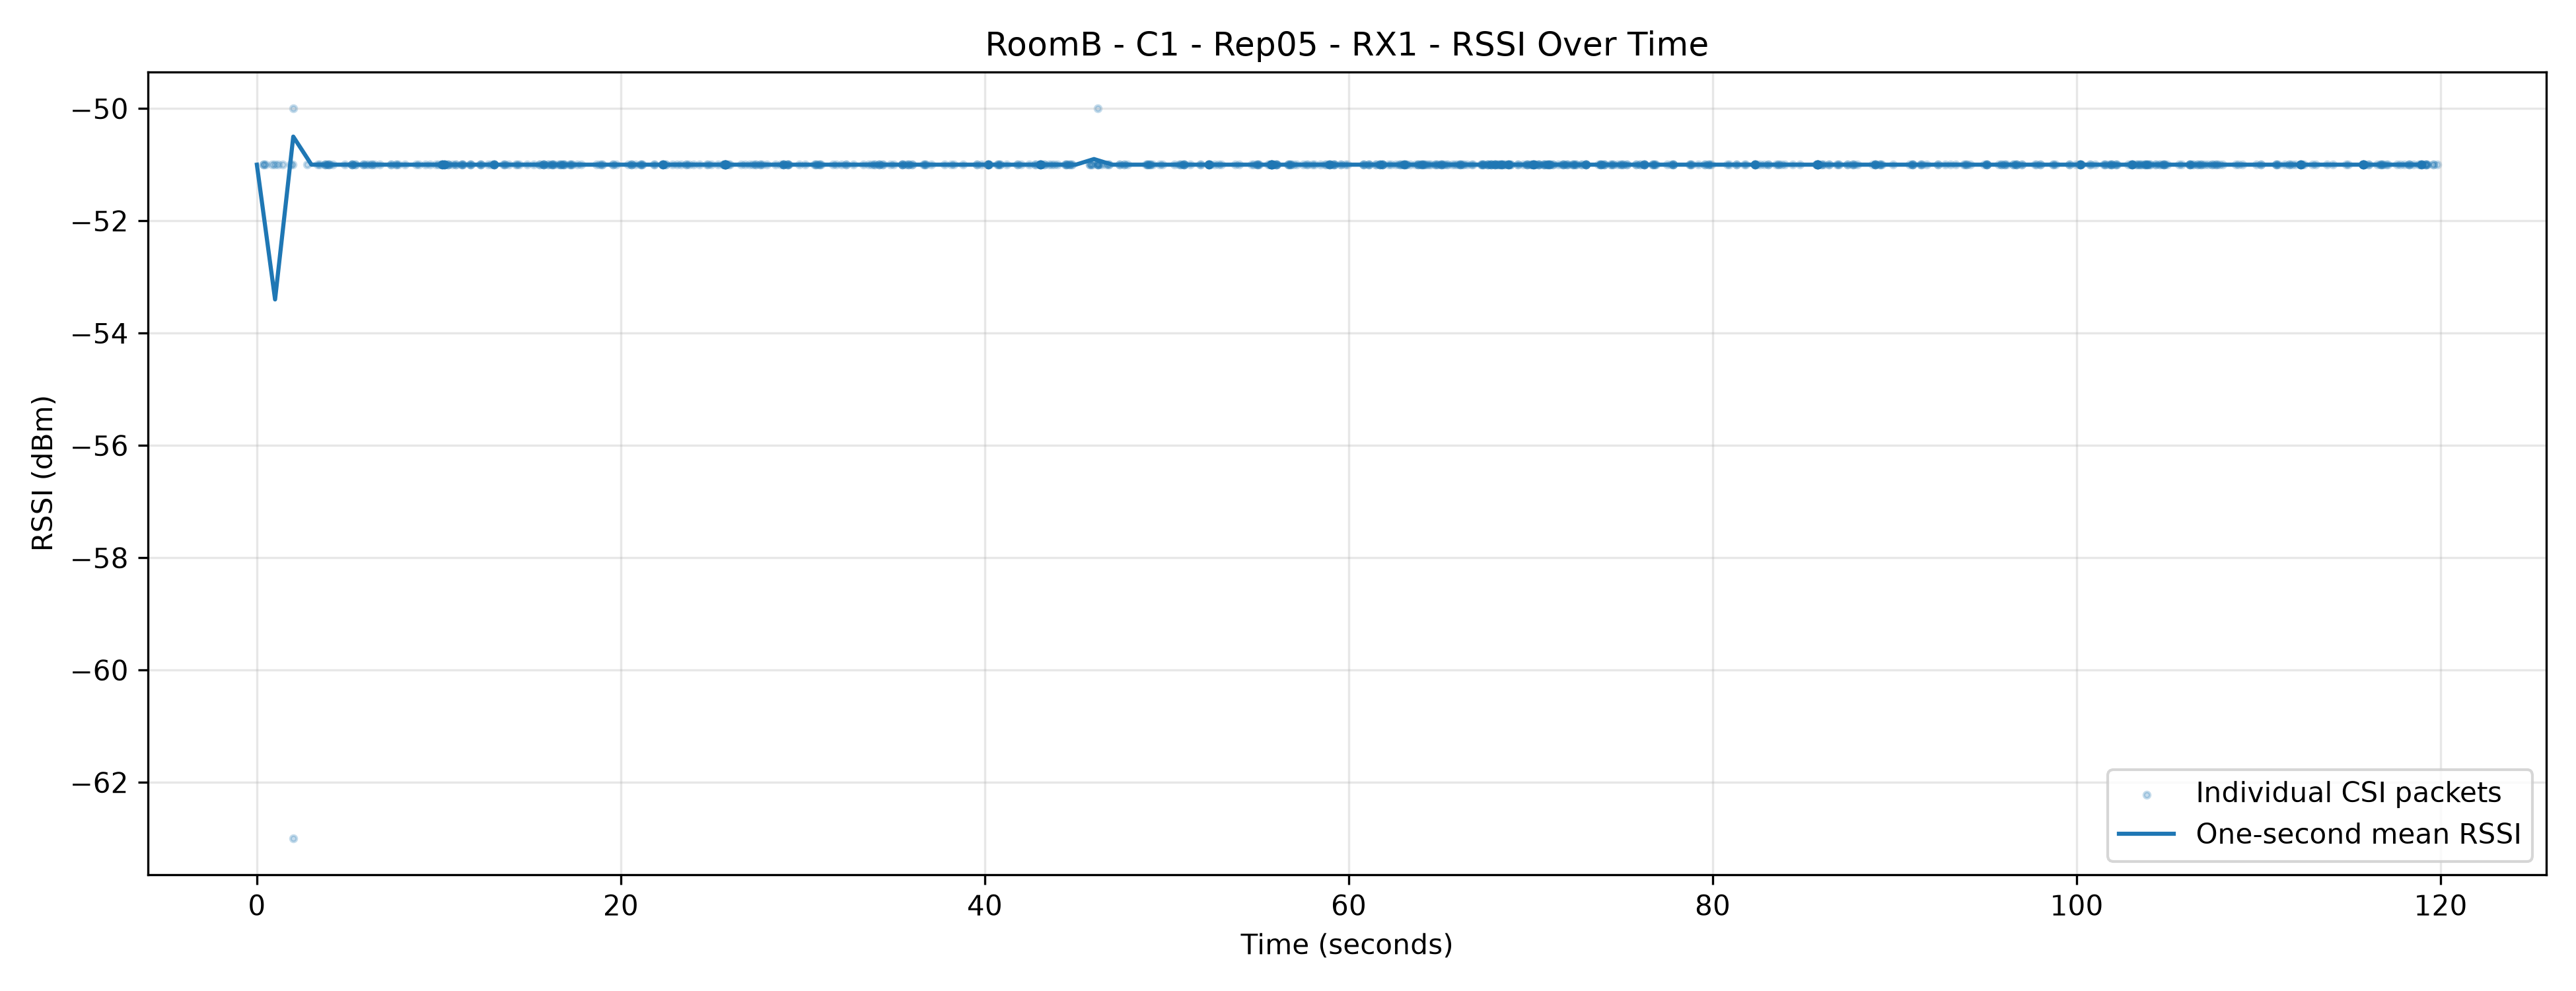 RoomB - C1 - Rep05 - RX1 - RSSI Over Time
RSSI (dBm)
−50
−52
−54
−56
−58
−60
−62
0 20 40 60 80 100 120
Time (seconds)
Individual CSI packets
One-second mean RSSI